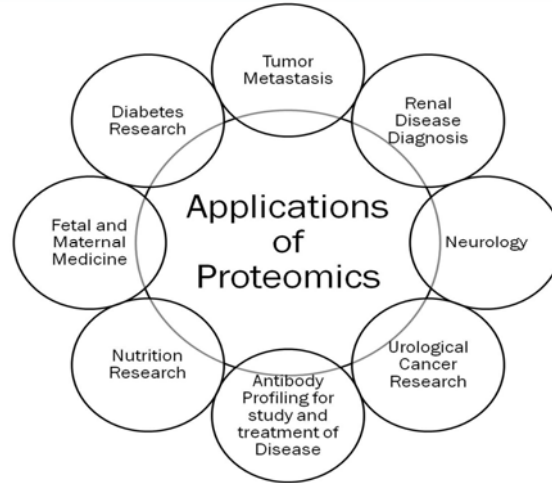 Tumor
Metastasis
Renal
Disease
Diagnosis
Neurology
Urological
Cancer
Research
Antibody
Profiling for
study and
treatment of
Disease
Nutrition
Research
Fetal and
Maternal
Medicine
Diabetes
Research
Applications
of
Proteomics